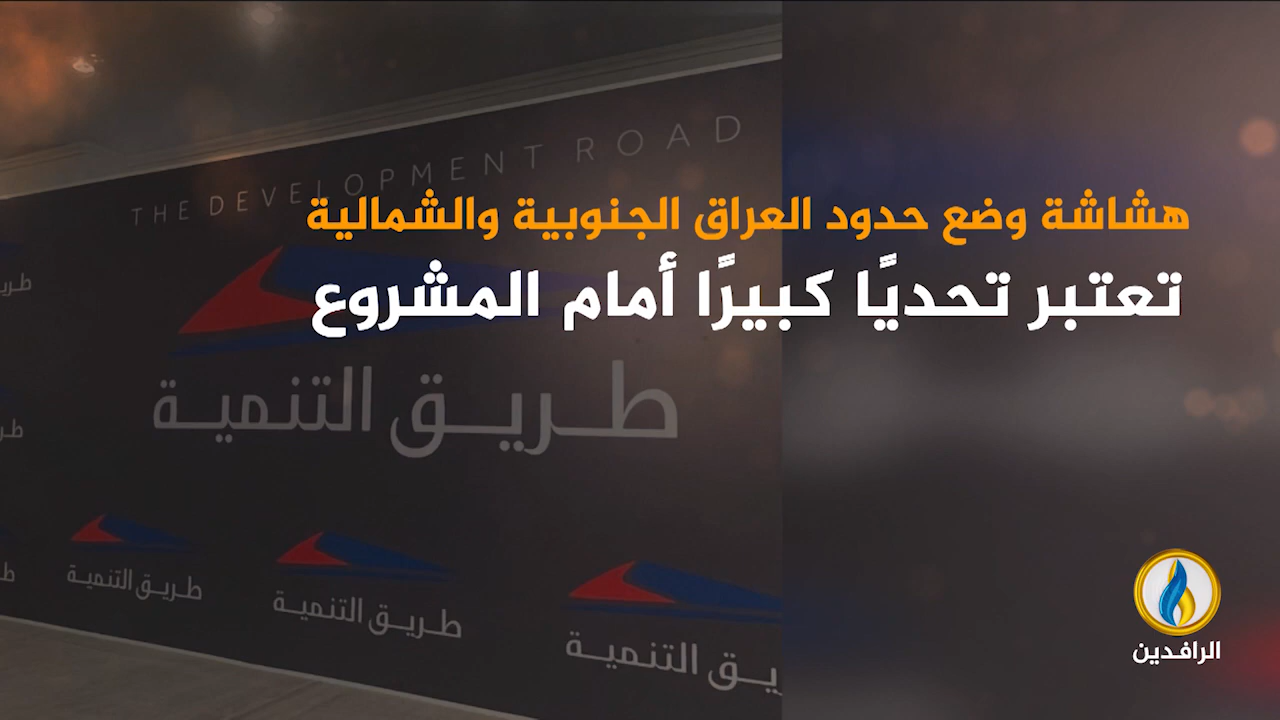 THE DEVELOPMENT ROAD
هشاشة وضع حدود العراق الجنوبية والشمالية
تعتبر تحديًا كبيرًا أمام المشروع
طريق التنمية
طريق التنمية
طريق التنمية
طريق التنمية
الرافدين